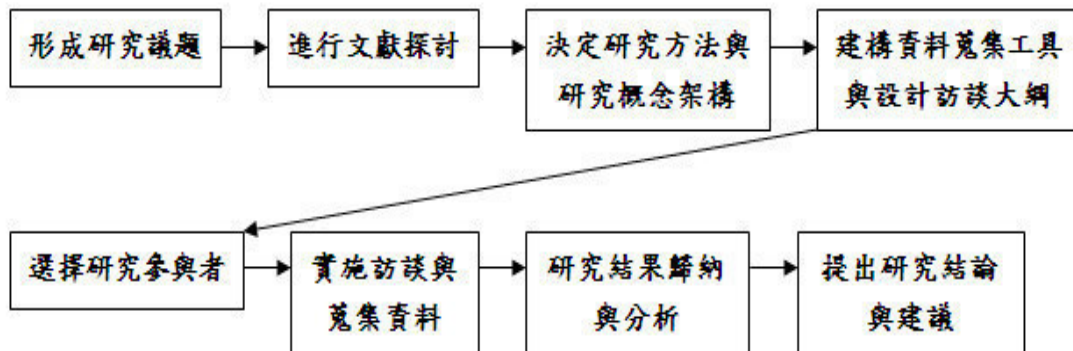 形成研究議題
進行文獻探討
決定研究方法與
研究概念架構
建構資料蒐集工具
與設計訪談大綱
選擇研究參與者
實施訪談與
蒐集資料
研究結果歸納
與分析
提出研究結論
與建議